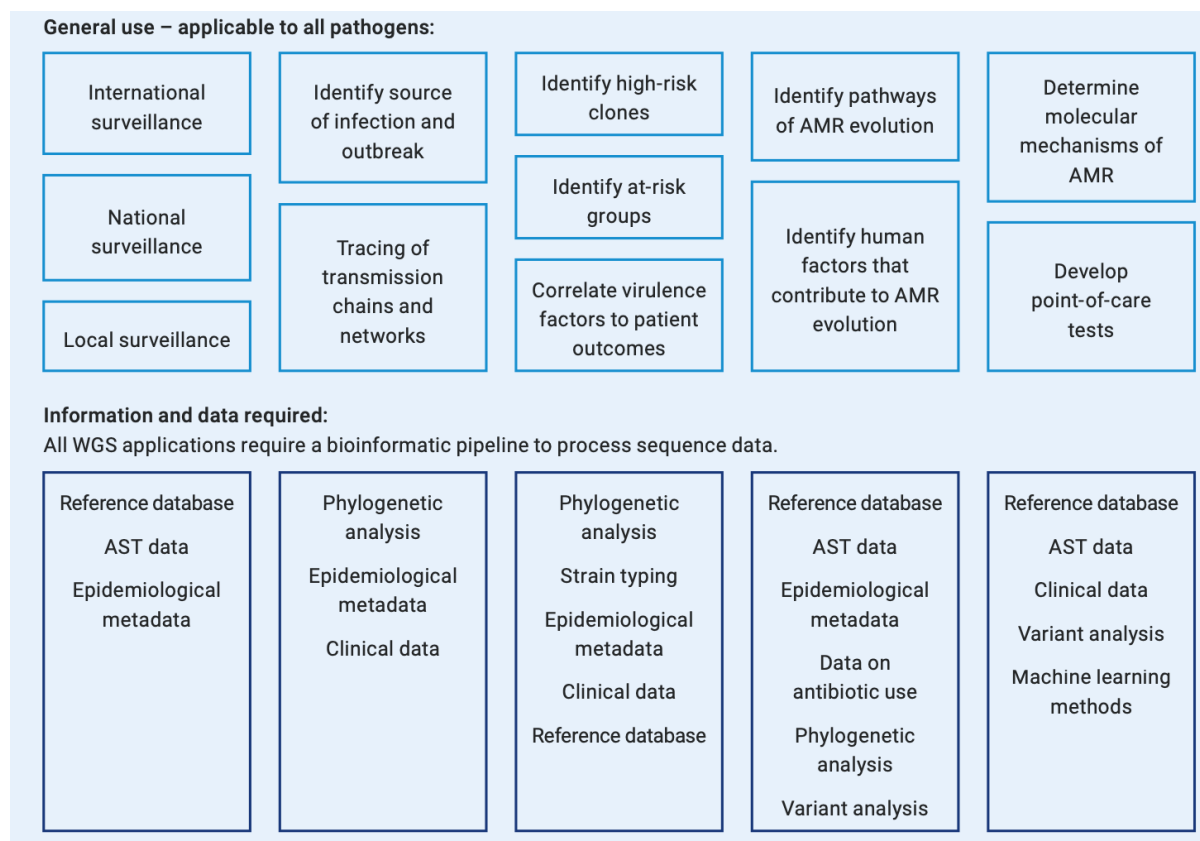 General use – applicable to all pathogens:
International
surveillance
National
surveillance
Local surveillance
Identify source
of infection and
outbreak
Tracing of
transmission
chains and
networks
Identify high-risk
clones
Identify at-risk
groups
Correlate virulence
factors to patient
outcomes
Identify pathways
of AMR evolution
Identify human
factors that
contribute to AMR
evolution
Determine
molecular
mechanisms of
AMR
Develop
point-of-care
tests
Information and data required:
All WGS applications require a bioinformatic pipeline to process sequence data.
Reference database
AST data
Epidemiological
metadata
Phylogenetic
analysis
Epidemiological
metadata
Clinical data
Phylogenetic
analysis
Strain typing
Epidemiological
metadata
Clinical data
Reference database
Reference database
AST data
Epidemiological
metadata
Data on
antibiotic use
Phylogenetic
analysis
Variant analysis
Reference database
AST data
Clinical data
Variant analysis
Machine learning
methods